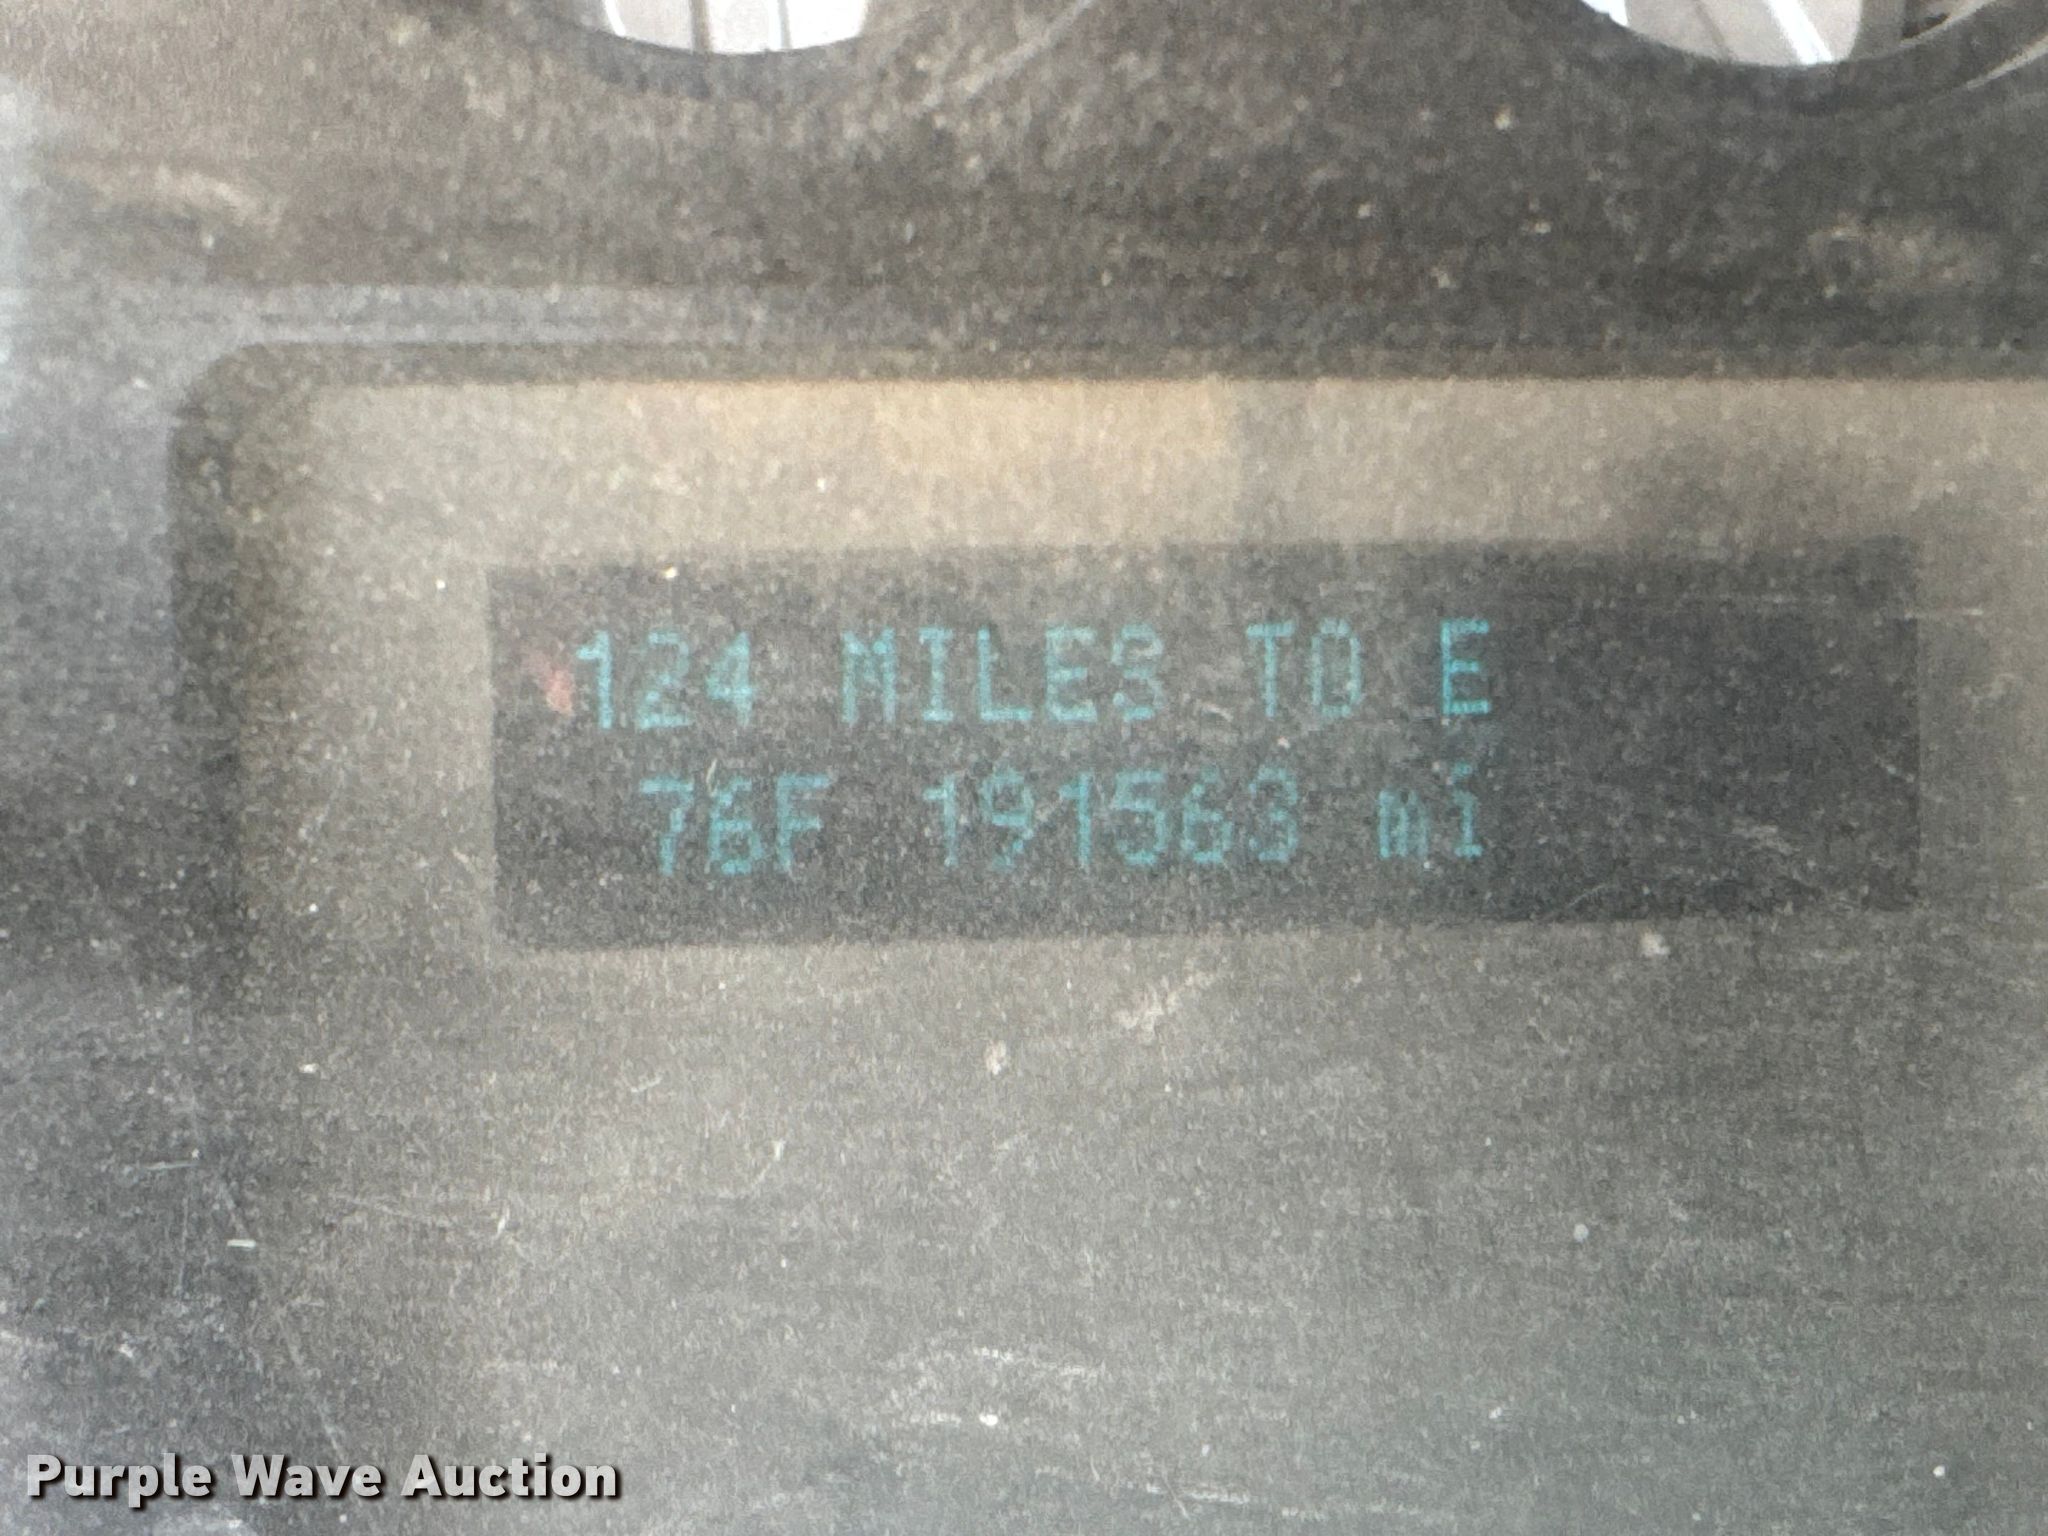 124 MILES TO E
76F 191563 mi
Purple Wave Auction